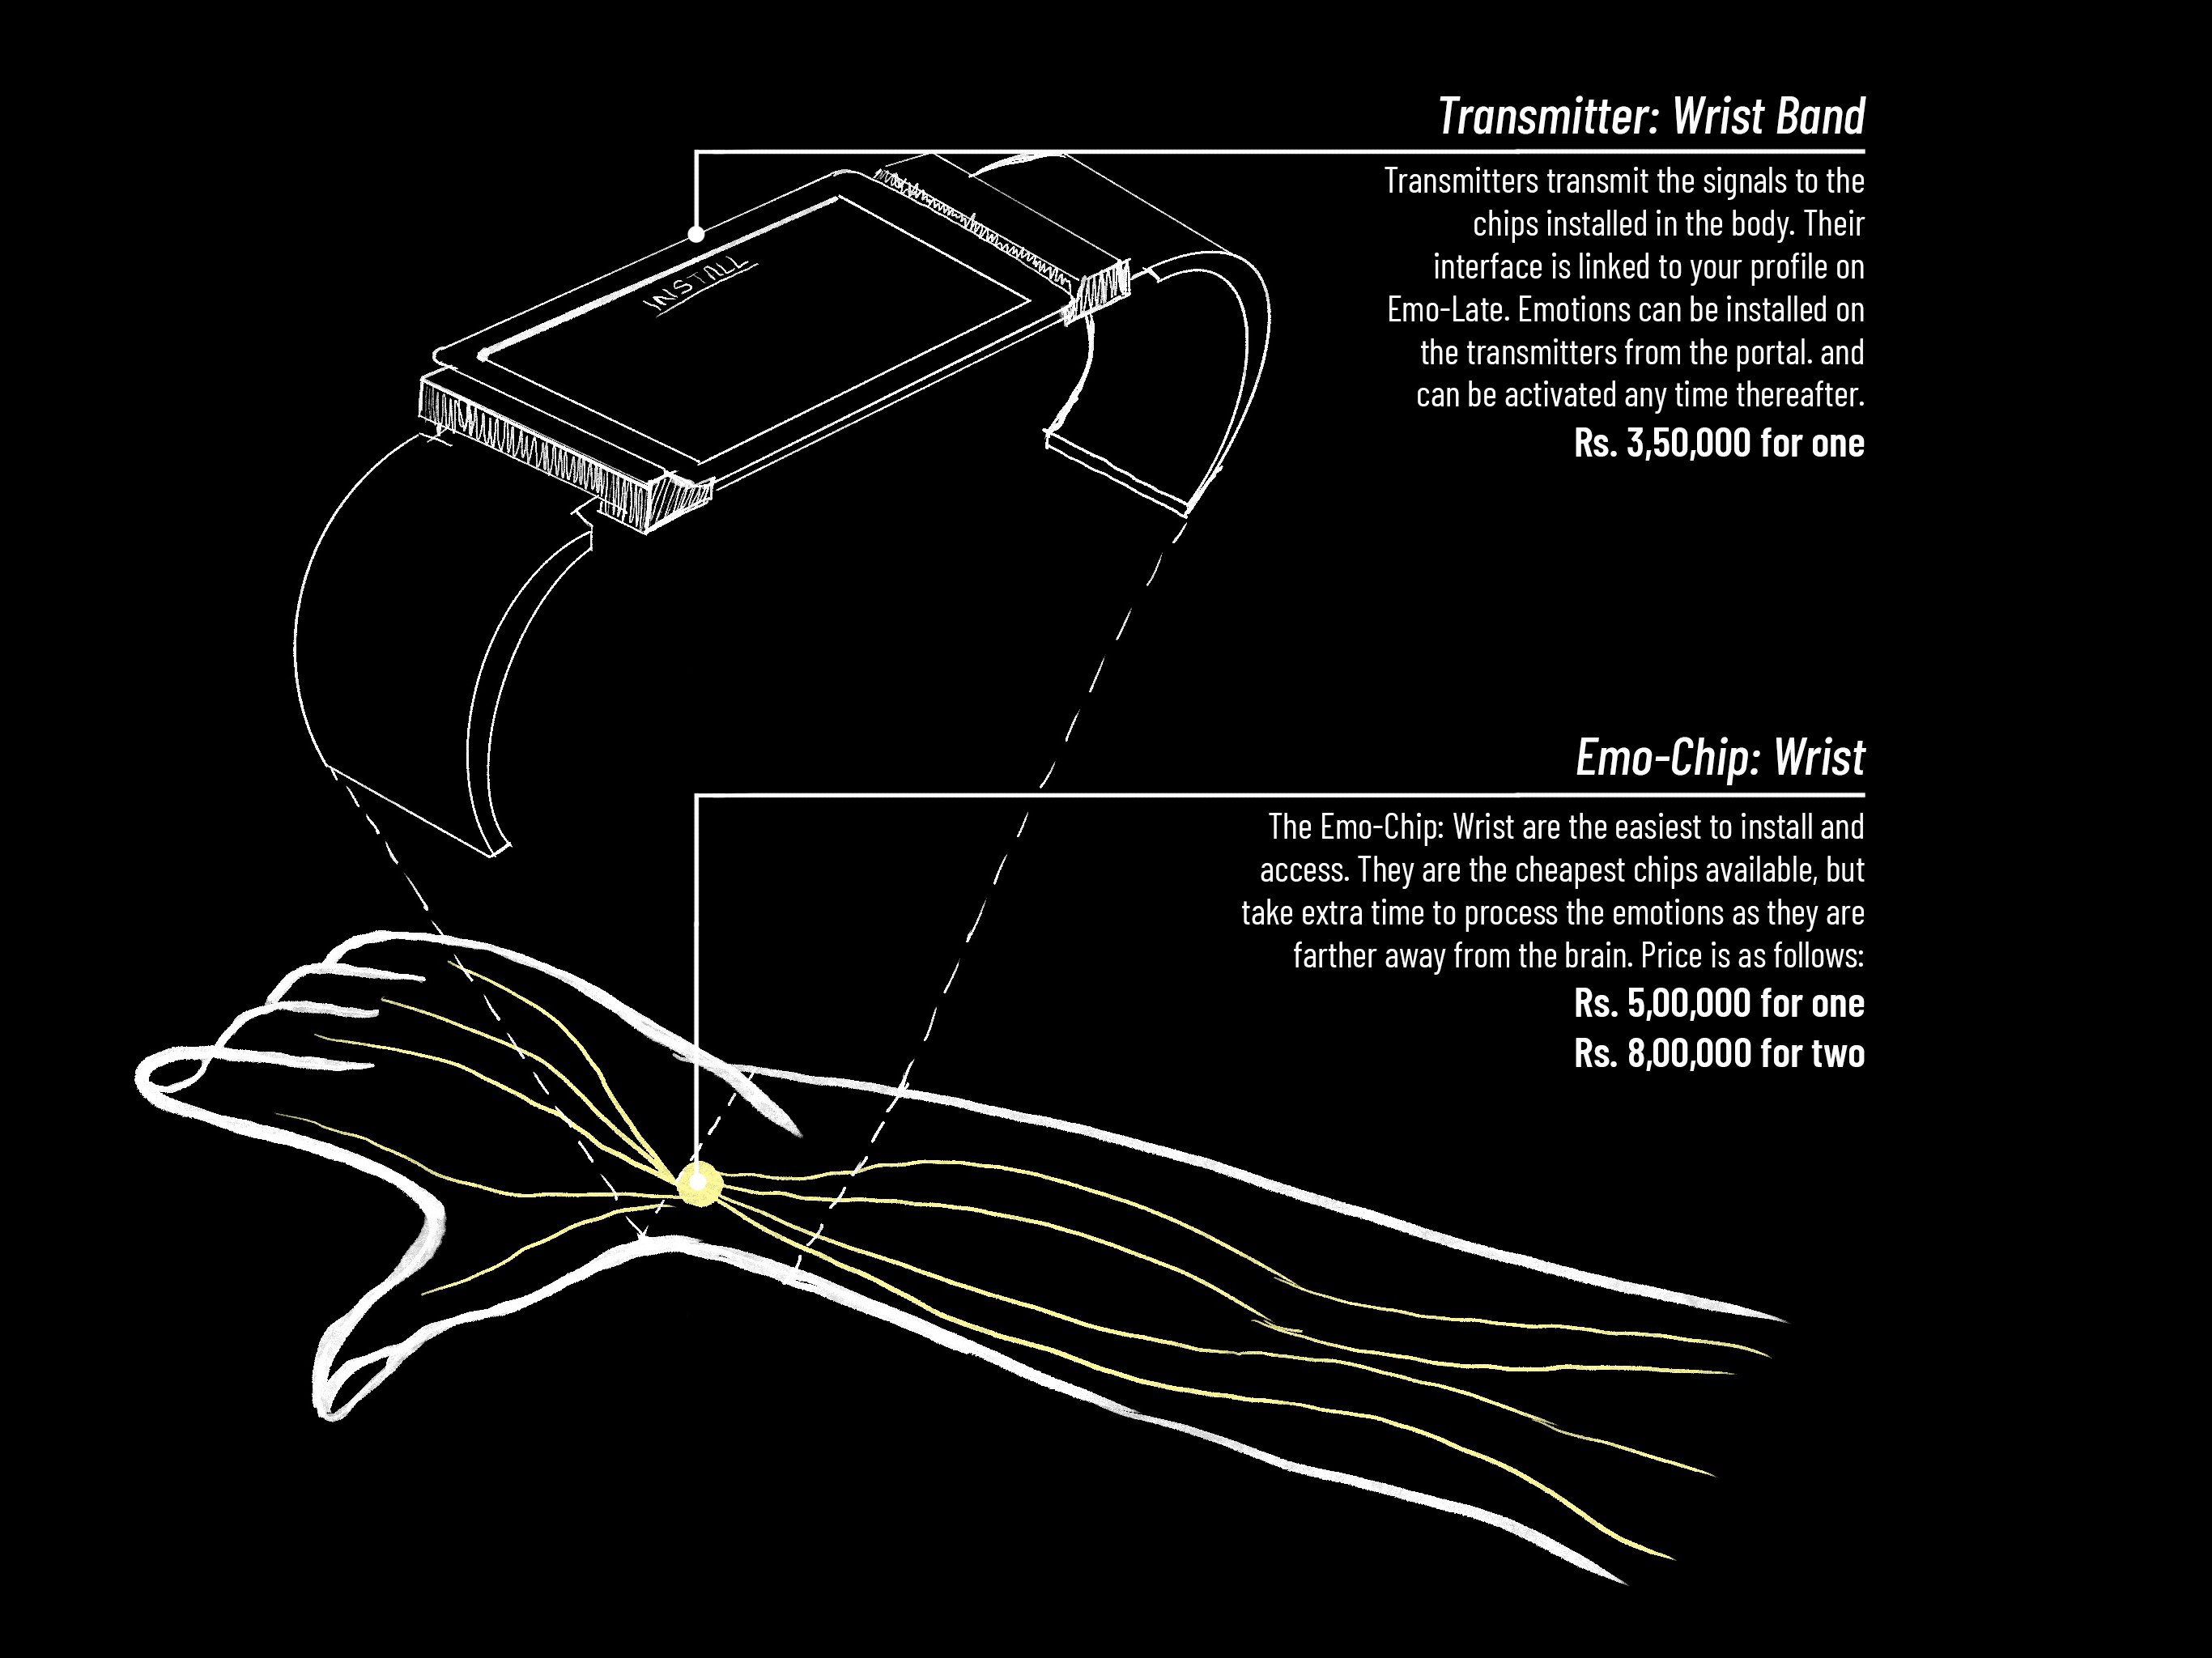 Transmitter: Wrist Band
Transmitters transmit the signals to the
chips installed in the body. Their
interface is linked to your profile on
Emo-Late. Emotions can be installed on
the transmitters from the portal. and
can be activated any time thereafter.
Rs. 3,50,000 for one
INSTALL
Emo-Chip: Wrist
The Emo-Chip: Wrist are the easiest to install and
access. They are the cheapest chips available, but
take extra time to process the emotions as they are
farther away from the brain. Price is as follows:
Rs. 5,00,000 for one
Rs. 8,00,000 for two